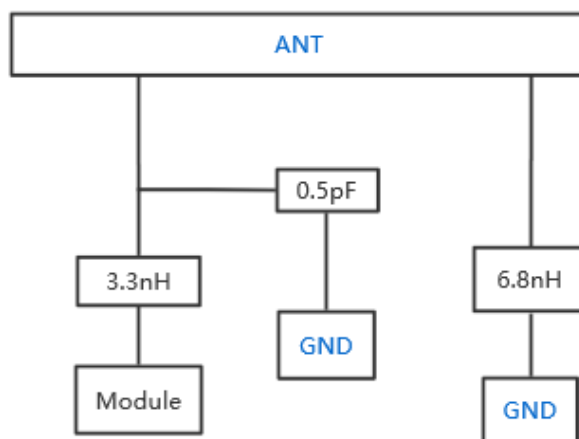 ANT
0.5pF
3.3nH
6.8nH
GND
Module
GND